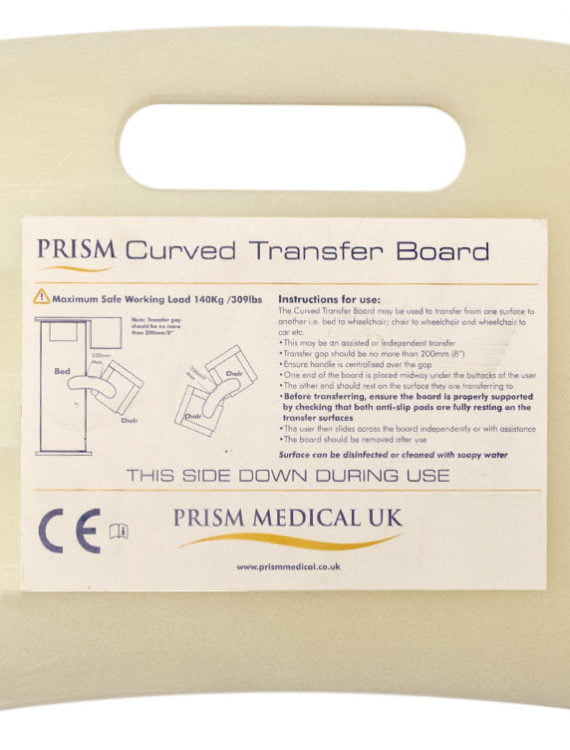 PRISM Curved Transfer Board
Maximum Safe Working Load 140Kg /309lbs
Note: Transfer gap
should be no more
than 200mm/8"
200mm
Max.
Bed
Chair
200mm
Max
Chair
Chair
Instructions for use:
The Curved Transfer Board may be used to transfer from one surface to
another i.e. bed to wheelchair; chair to wheelchair and wheelchair to
car etc.
•This may be an assisted or independent transfer
•Transfer gap should be no more than 200mm (8")
•Ensure handle is centralised over the gap
•One end of the board is placed midway under the buttocks of the user
•The other end should rest on the surface they are transferring to
•Before transferring, ensure the board is properly supported
by checking that both anti-slip pads are fully resting on the
transfer surfaces
•The user then slides across the board independently or with assistance
•The board should be removed after use
Surface can be disinfected or cleaned with soapy water
THIS SIDE DOWN DURING USE
CE
PRISM MEDICAL UK
www.prismmedical.co.uk